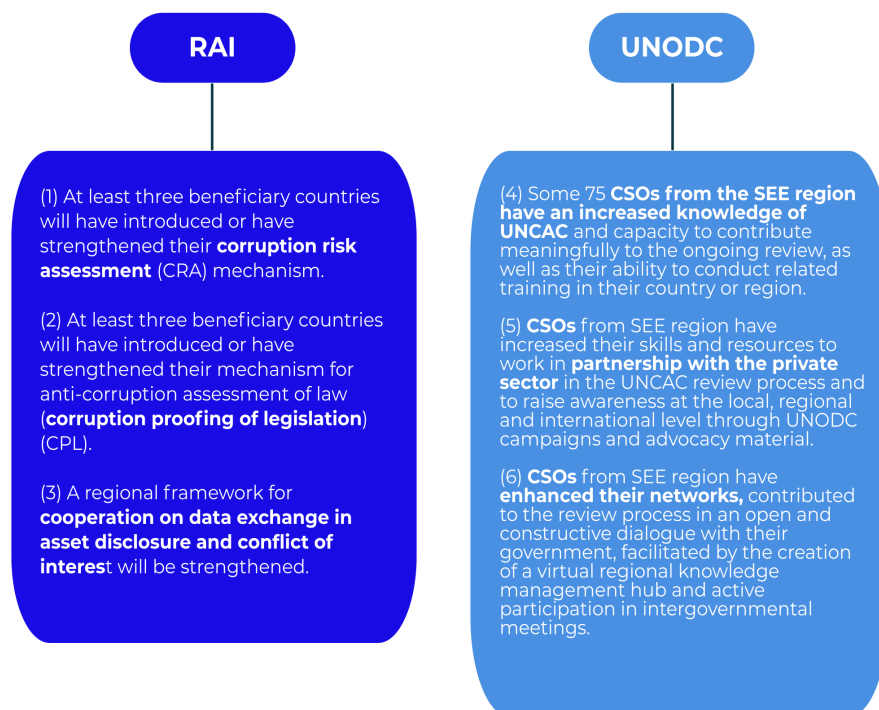 RAI
(1) At least three beneficiary countries
will have introduced or have
strengthened their corruption risk
assessment (CRA) mechanism.
(2) At least three beneficiary countries
will have introduced or have
strengthened their mechanism for
anti-corruption assessment of law
(corruption proofing of legislation)
(CPL).
(3) A regional framework for
cooperation on data exchange in
asset disclosure and conflict of
interest will be strengthened.
UNODC
(4) Some 75 CSOs from the SEE region
have an increased knowledge of
UNCAC and capacity to contribute
meaningfully to the ongoing review, as
well as their ability to conduct related
training in their country or region.
(5) CSOs from SEE region have
increased their skills and resources to
work in partnership with the private
sector in the UNCAC review process and
to raise awareness at the local, regional
and international level through UNODC
campaigns and advocacy material.
(6) CSOs from SEE region have
enhanced their networks, contributed
to the review process in an open and
constructive dialogue with their
government, facilitated by the creation
of a virtual regional knowledge
management hub and active
participation in intergovernmental
meetings.